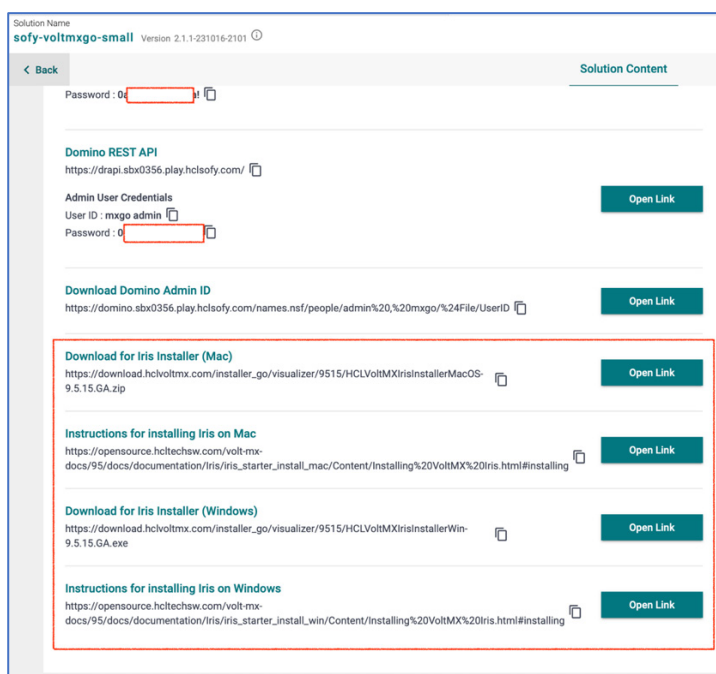 Solution Name
sofy-voltmxgo-small Version 2.1.1-231016-2101
Back
Solution Content
Password : 0 a!
Domino REST API
https://drapi.sbx0356.play.hclsofy.com/
Admin User Credentials
User ID : mxgo admin
Password : 0
Open Link
Download Domino Admin ID
https://domino.sbx0356.play.hclsofy.com/names.nsf/people/admin%20,%20mxgo/%24File/UserID
Open Link
Download for Iris Installer (Mac)
https://download.hclvoltmx.com/installer_go/visualizer/9515/HCLVoltMXIrisInstallerMacOS-
9.5.15.GA.zip
Open Link
Instructions for installing Iris on Mac
https://opensource.hcltechsw.com/volt-mx-
docs/95/docs/documentation/Iris/iris_starter_install_mac/Content/Installing%20VoltMX%20Iris.html#installing
Open Link
Download for Iris Installer (Windows)
https://download.hclvoltmx.com/installer_go/visualizer/9515/HCLVoltMXIrisInstallerWin-
9.5.15.GA.exe
Open Link
Instructions for installing Iris on Windows
https://opensource.hcltechsw.com/volt-mx-
docs/95/docs/documentation/Iris/iris_starter_install_win/Content/Installing%20VoltMX%20Iris.html#installing
Open Link